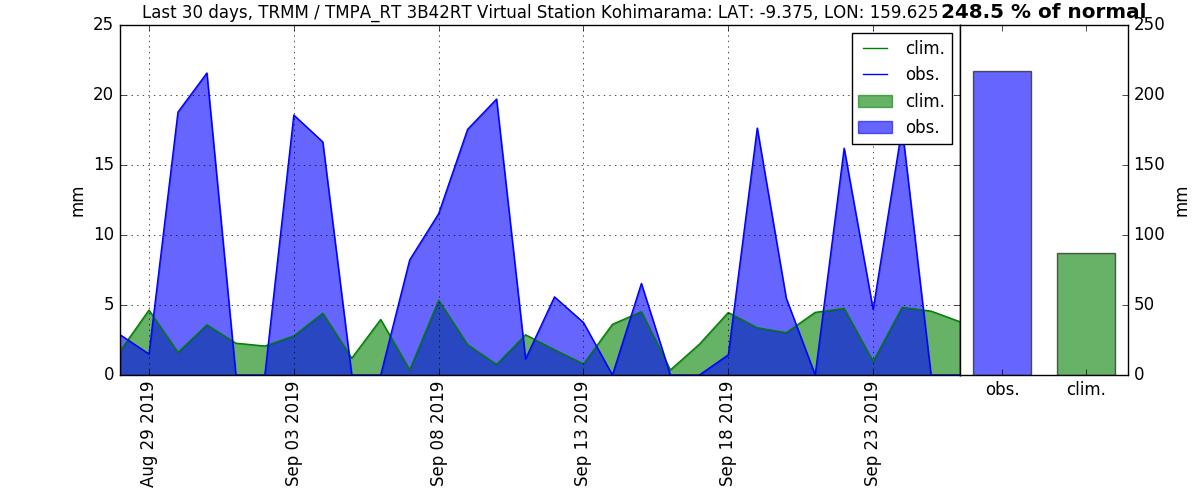 Last 30 days, TRMM / TMPA_RT 3B42RT Virtual Station Kohimarama: LAT: -9.375, LON: 159.625
248.5 % of normal
25
20
15
10
5
0
mm
clim.
obs.
clim.
obs.
250
200
150
100
50
0
mm
obs.
clim.
Aug 29 2019
Sep 03 2019
Sep 08 2019
Sep 13 2019
Sep 18 2019
Sep 23 2019